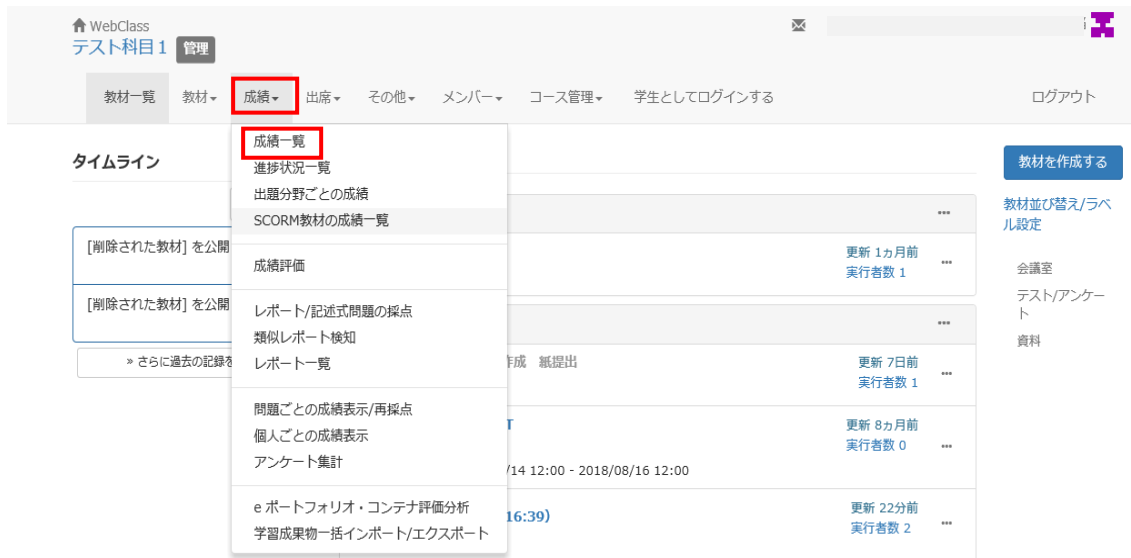 WebClass
テスト科目1 管理
教材一覧 教材 成績 出席 その他 メンバー コース管理 学生としてログインする ログアウト
タイムライン
[削除された教材] を公開
[削除された教材] を公開
» さらに過去の記録を
成績一覧
進捗状況一覧
出題分野ごとの成績
SCORM教材の成績一覧
成績評価
レポート/記述式問題の採点
類似レポート検知
レポート一覧
問題ごとの成績表示/再採点
個人ごとの成績表示
アンケート集計
e ポートフォリオ・コンテナ評価分析
学習成果物一括インポート/エクスポート
更新 1ヵ月前
実行者数 1
作成 紙提出
更新 7日前
実行者数 1
更新 8ヵ月前
実行者数 0
/14 12:00 - 2018/08/16 12:00
16:39)
更新 22分前
実行者数 2
教材を作成する
教材並び替え/ラベ
ル設定
会議室
テスト/アンケー
ト
資料